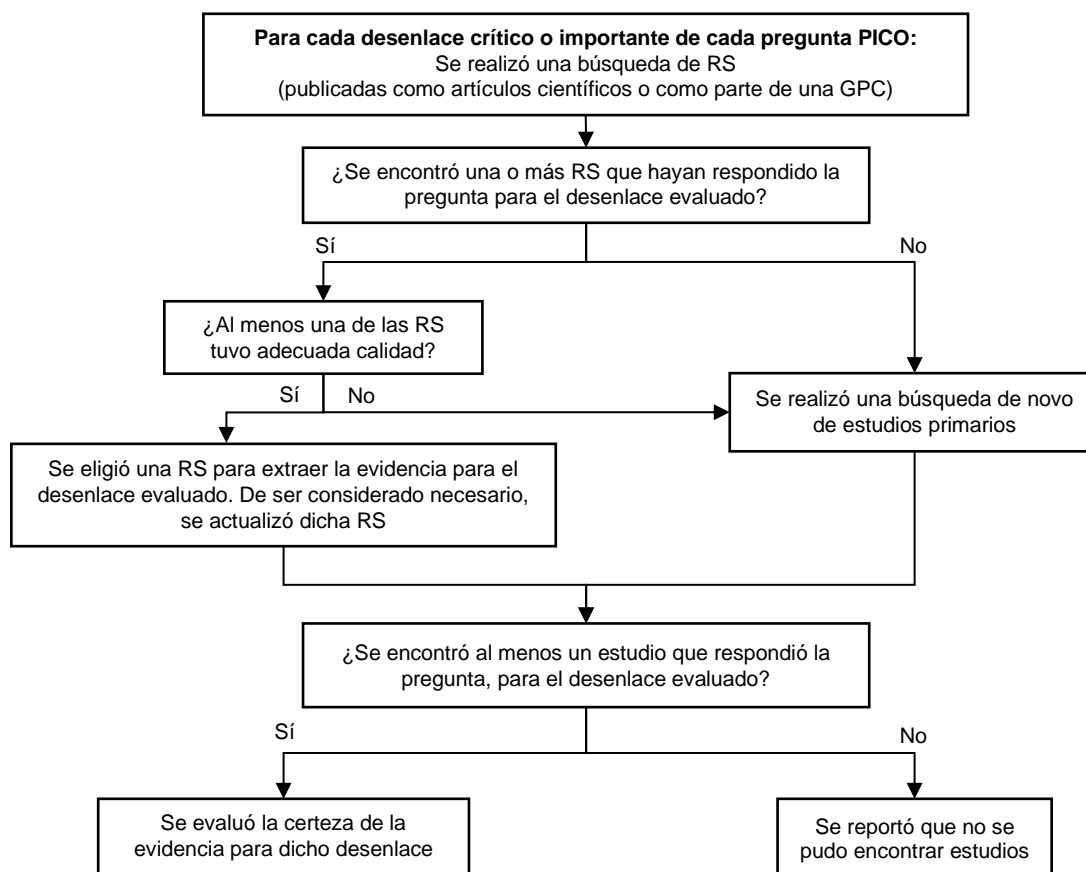 Para cada desenlace crítico o importante de cada pregunta PICO:
Se realizó una búsqueda de RS
(publicadas como artículos científicos o como parte de una GPC)
¿Se encontró una o más RS que hayan respondido la
pregunta para el desenlace evaluado?
Sí
No
¿Al menos una de las RS
tuvo adecuada calidad?
Sí
No
Se realizó una búsqueda de novo
de estudios primarios
Se eligió una RS para extraer la evidencia para el
desenlace evaluado. De ser considerado necesario,
se actualizó dicha RS
¿Se encontró al menos un estudio que respondió la
pregunta, para el desenlace evaluado?
Sí
No
Se evaluó la certeza de la
evidencia para dicho desenlace
Se reportó que no se
pudo encontrar estudios